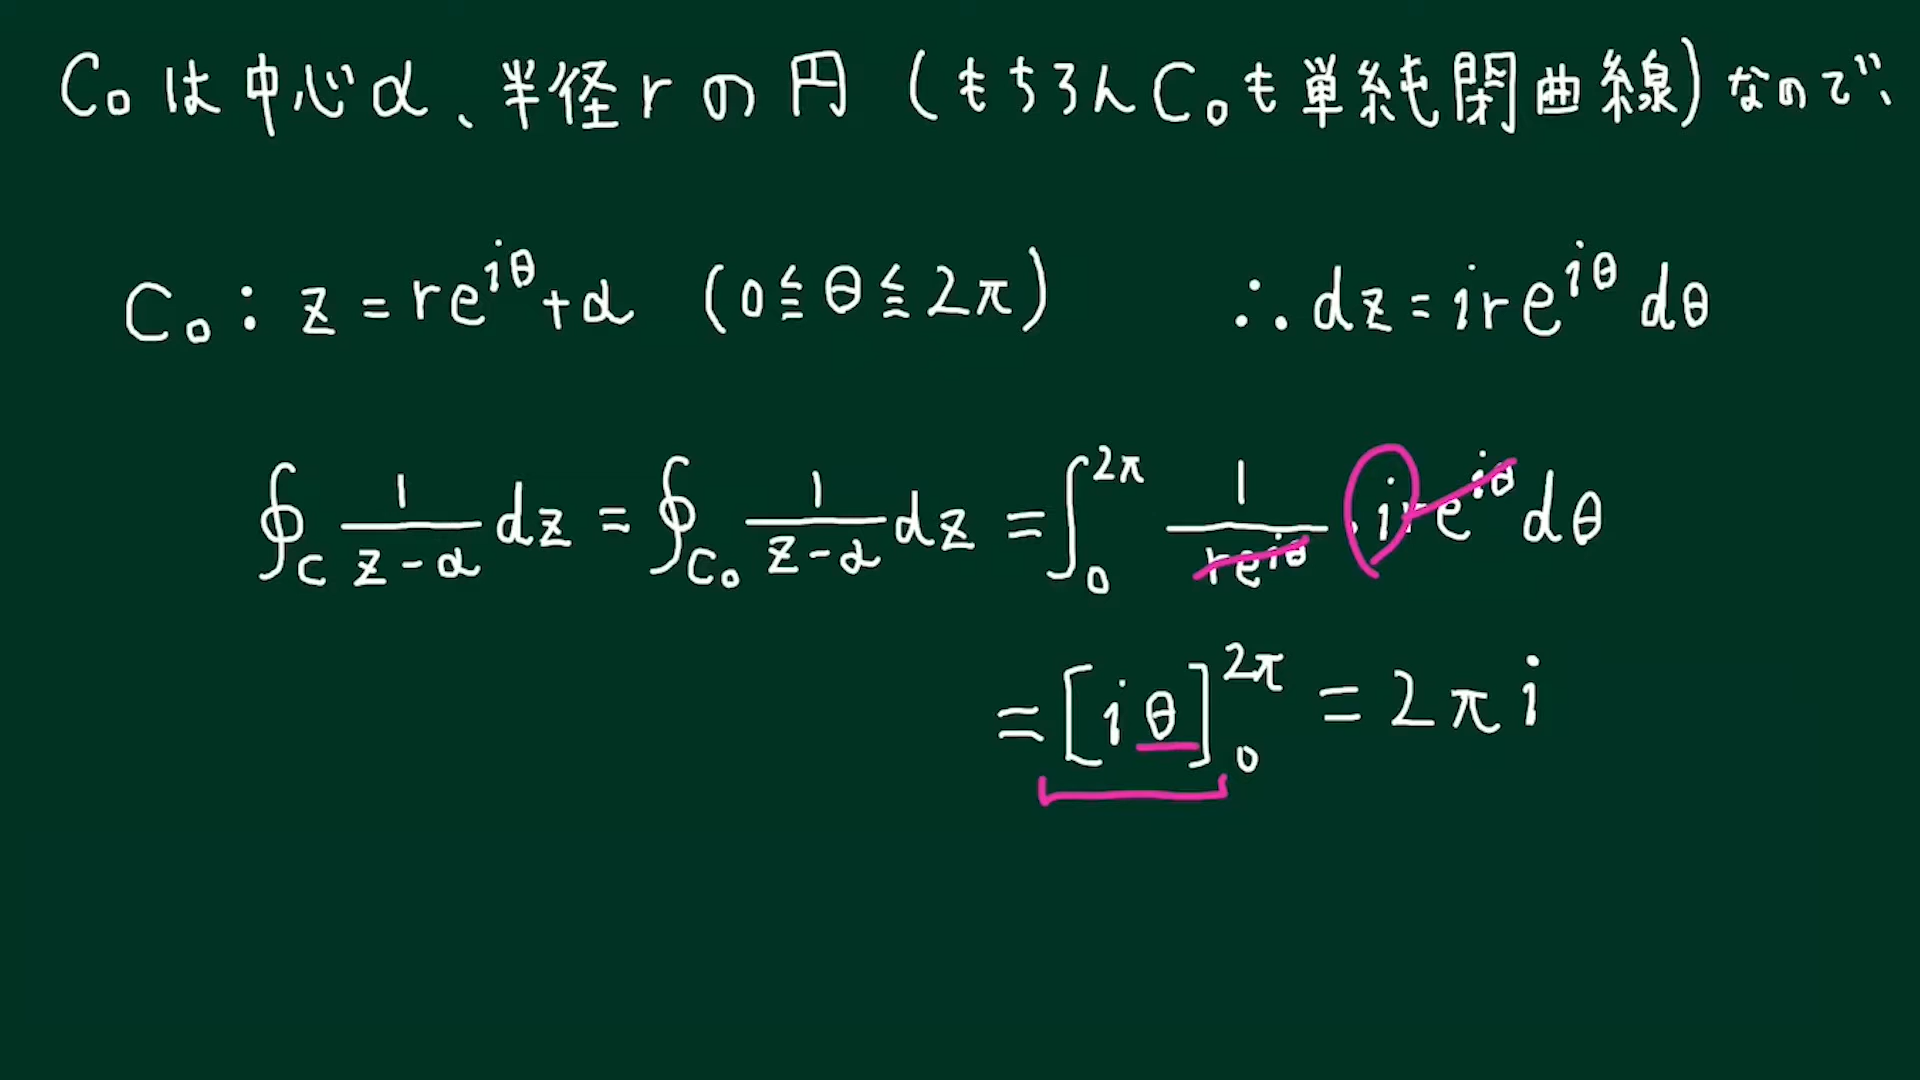 C₀は中心α、半径rの円（もちろんC₀も単純閉曲線）なので、
C₀：z=re^{iθ}+α （0≦θ≦2π） ∴dz=ire^{iθ}dθ
∮_C 1/(z-α) dz = ∮_{C₀} 1/(z-α) dz = ∫_0^{2π} 1/(re^{iθ}) ・ire^{iθ}dθ
=[iθ]_0^{2π} = 2πi